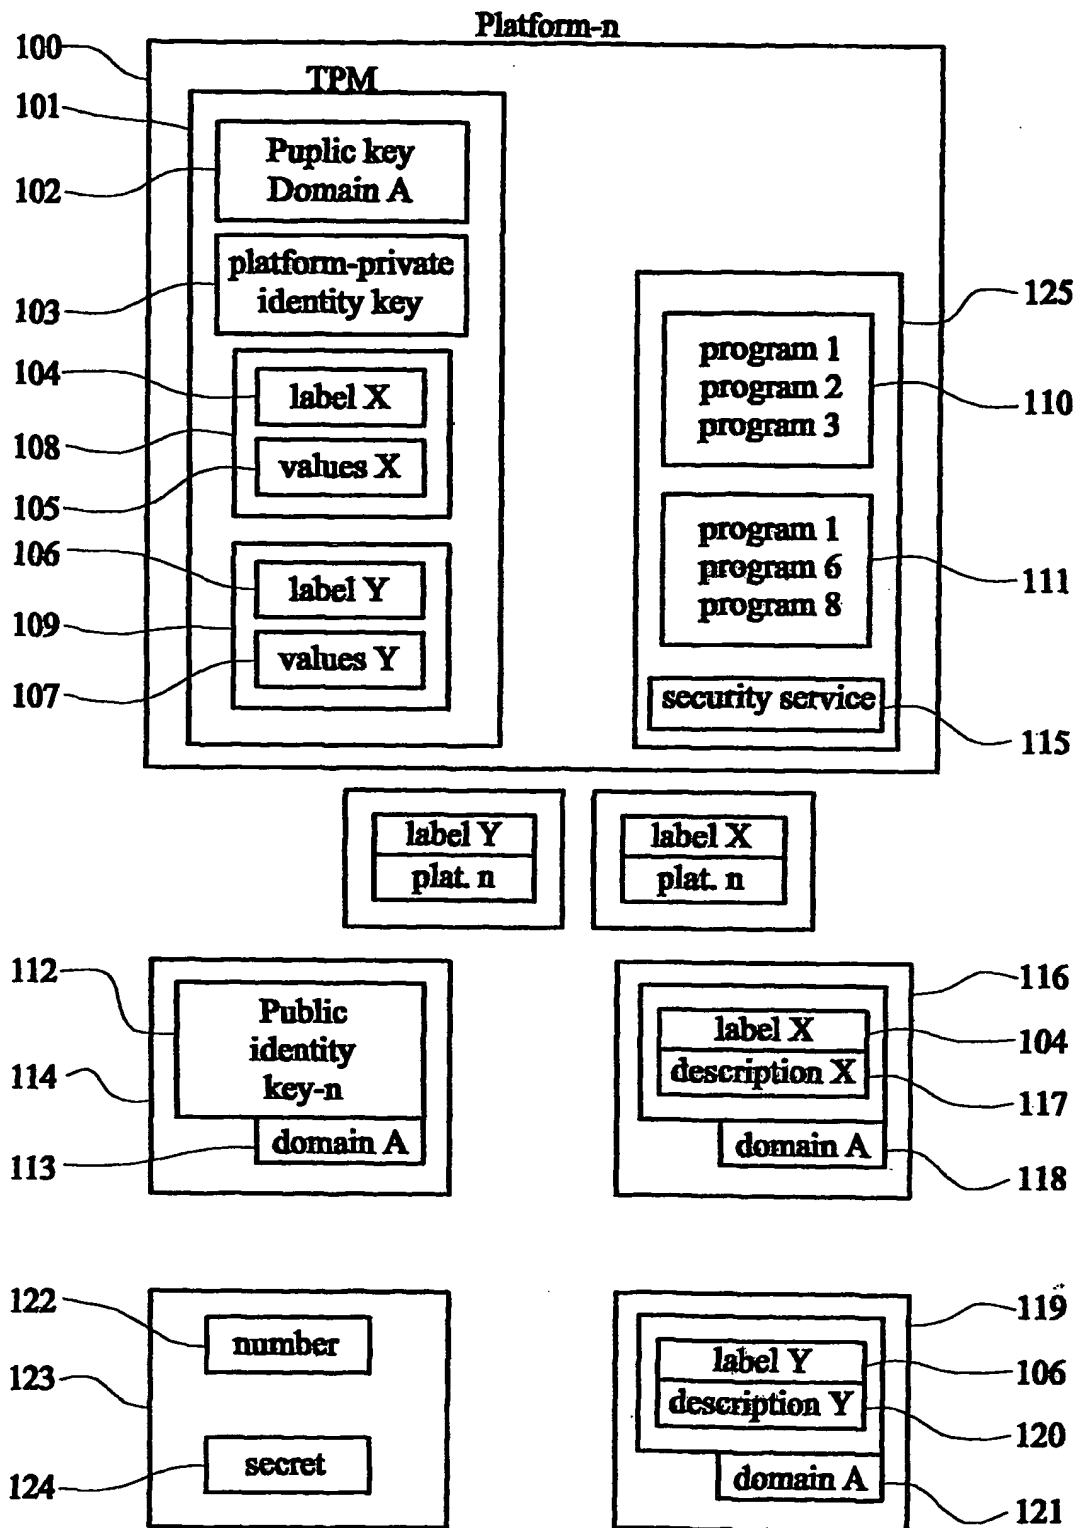 Platform-n
100
TPM
101
Puplic key
Domain A
102
platform-private
identity key
103
125
program 1
program 2
program 3
110
104
label X
108
values X
105
106
label Y
109
values Y
107
program 1
program 6
program 8
111
security service
115
label Y
plat. n
label X
plat. n
112
Public
identity
key-n
114
domain A
113
116
label X
104
description X
117
domain A
118
122
number
123
secret
124
119
label Y
106
description Y
120
domain A
121